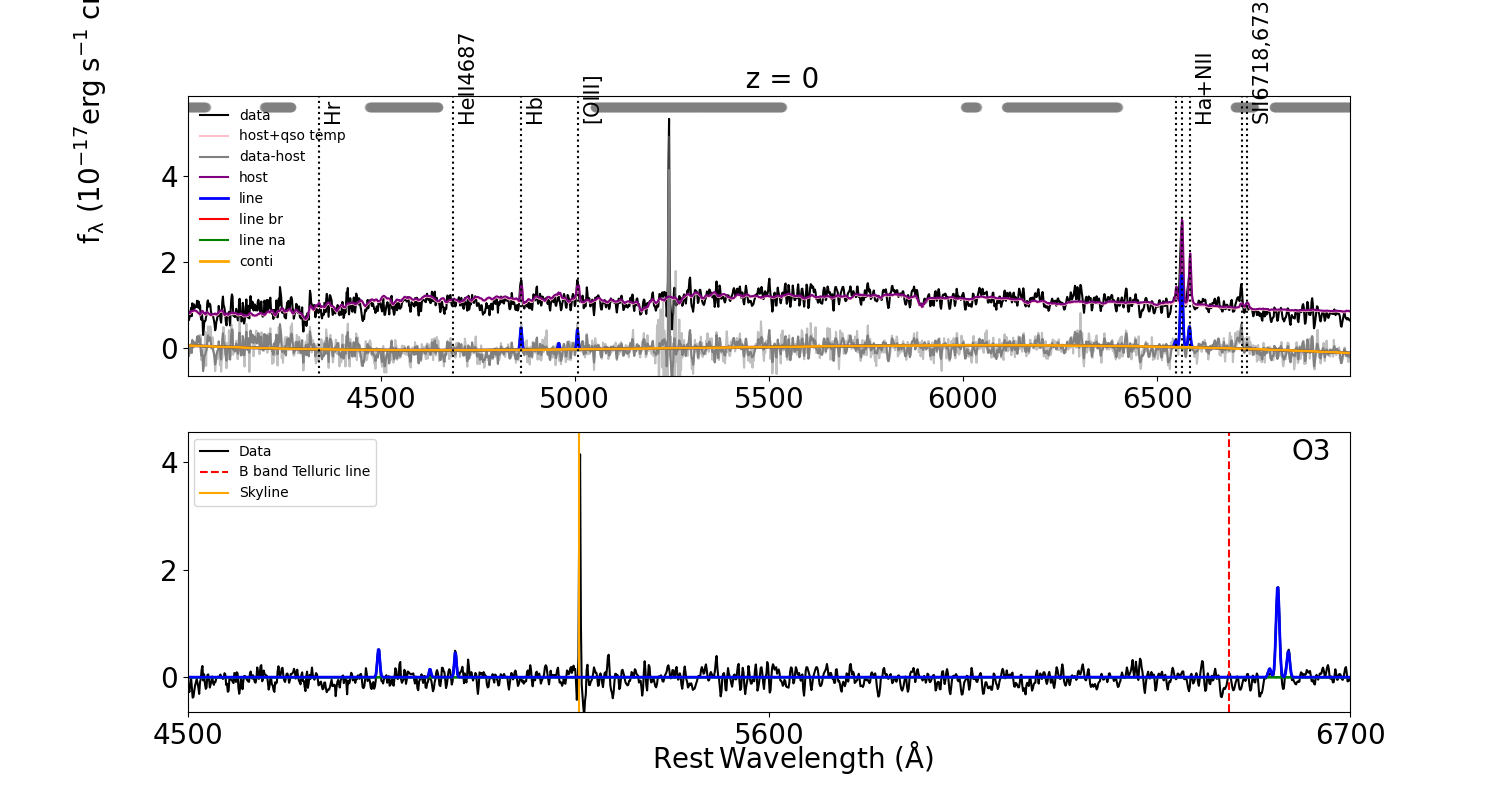 z = 0
f_λ (10^−17 erg s^−1 c
Hr
HeII4687
Hb
[OIII]
Ha+NII
SII6718,673
data
host+qso temp
data-host
host
line
line br
line na
conti
4
2
0
4500 5000 5500 6000 6500
O3
Data
B band Telluric line
Skyline
4
2
0
4500 5600 6700
Rest Wavelength (Å)